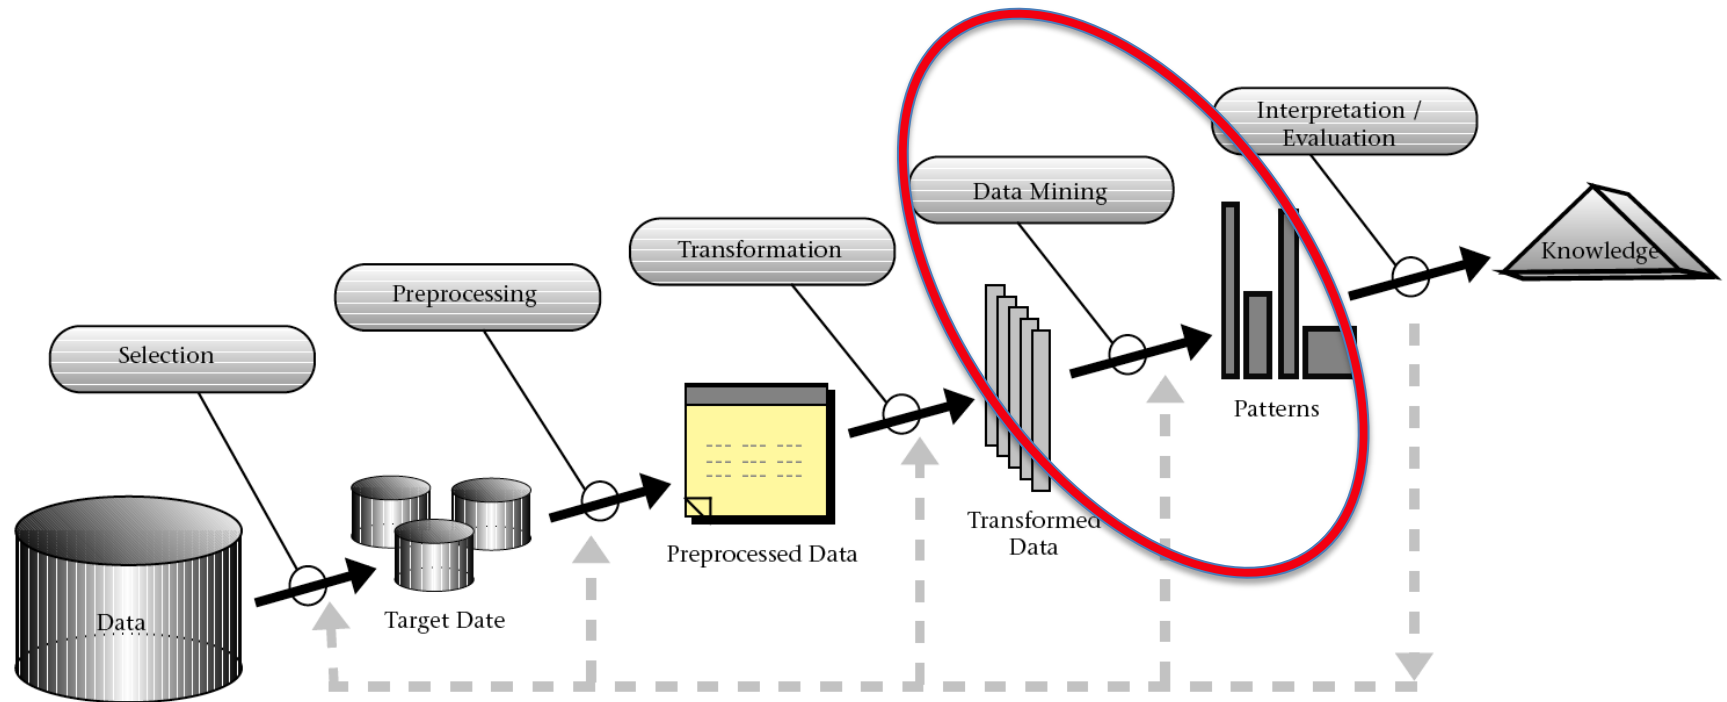 Interpretation /
Evaluation
Data Mining
Transformation
Knowledge
Preprocessing
Selection
Patterns
Transformed
Data
Preprocessed Data
Target Date
Data